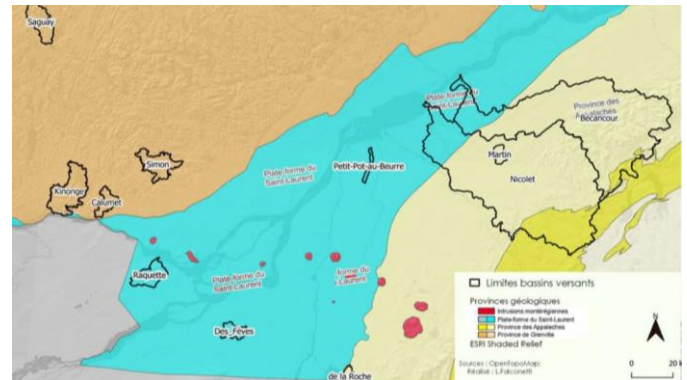 Saguay
Plate-forme du
Saint-Laurent
Province des
Appalaches
Bécancour
Simon
Plate-forme du
Saint-Laurent
Petit-Pot-au-Beurre
Martin
Nicolet
Kinonge
Calumet
Raquette
Plate-forme du
Saint-Laurent
forme du
-Laurent
Des_Fèves
de la Roche
Limites bassins versants
Provinces géologiques
Intrusions montérégiennes
Plate-forme du Saint-Laurent
Province des Appalaches
Province de Grenville
ESRI Shaded Relief
N
Sources : OpenTopoMap;
Réalisé : L.Falconetti
0 20 k